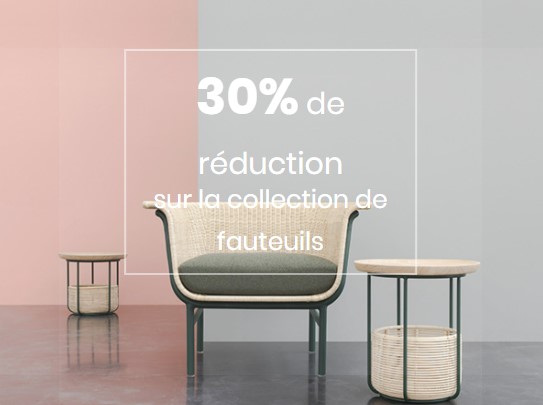 30% de
réduction
sur la collection de
fauteuils